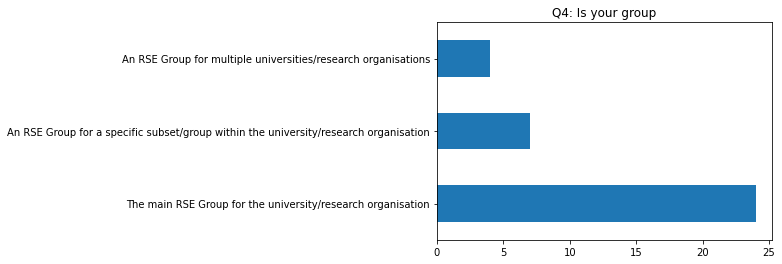 Q4: Is your group
An RSE Group for multiple universities/research organisations
An RSE Group for a specific subset/group within the university/research organisation
The main RSE Group for the university/research organisation
0 5 10 15 20 25